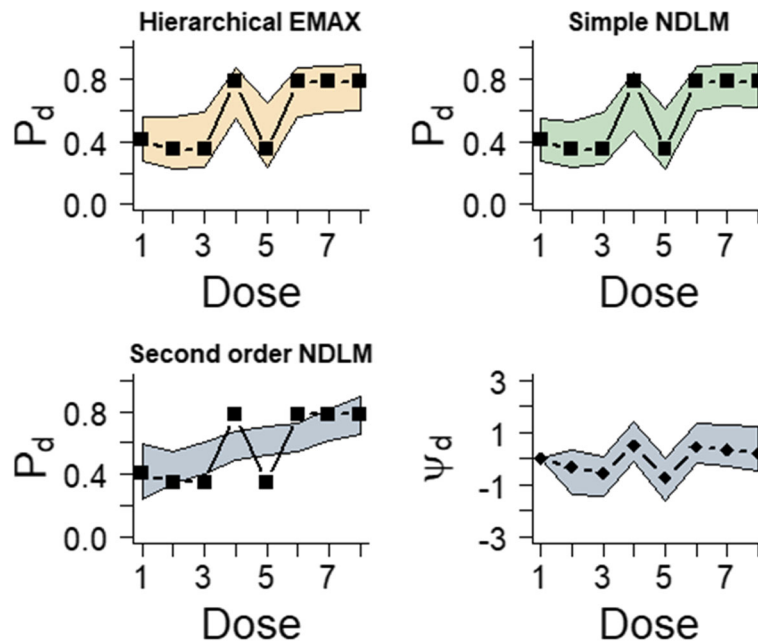 Hierarchical EMAX
Simple NDLM
P_d
0.8
0.4
0.0
1 3 5 7
Dose
P_d
0.8
0.4
0.0
1 3 5 7
Dose
Second order NDLM
P_d
0.8
0.4
0.0
1 3 5 7
Dose
ψ_d
3
1
-1
-3
1 3 5 7
Dose